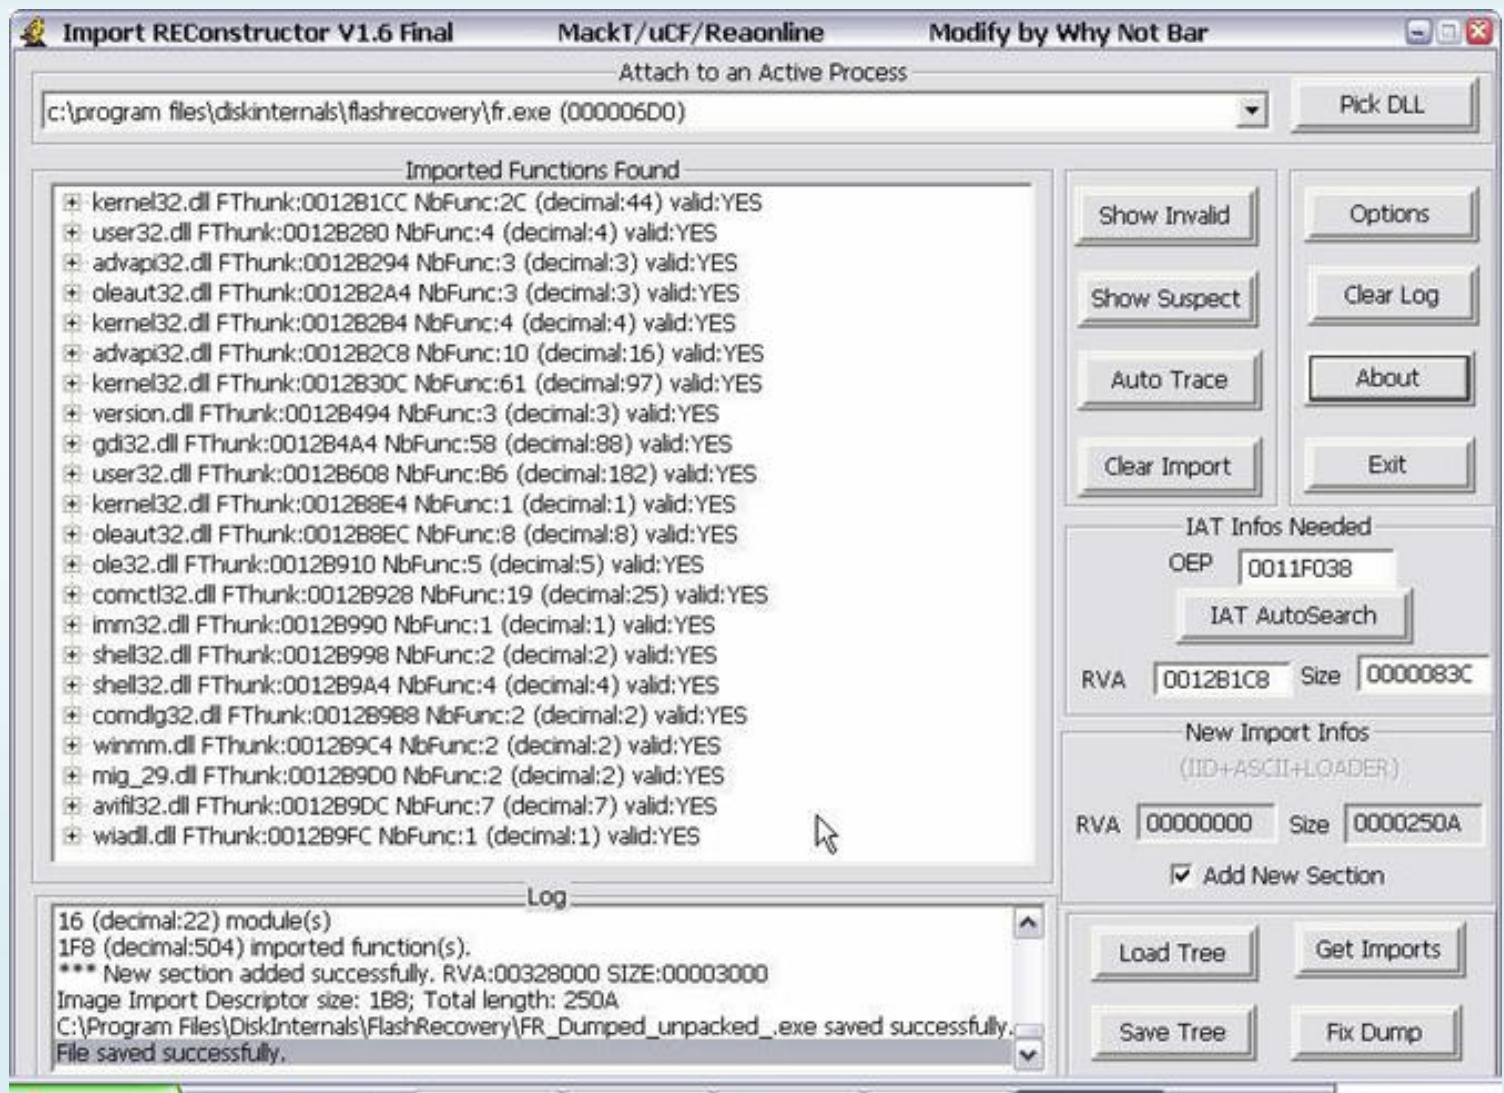 Import REConstructor V1.6 Final MackT/uCF/Reaonline Modify by Why Not Bar
Attach to an Active Process
c:\program files\diskinternals\flashrecovery\fr.exe (000006D0)
Pick DLL
Imported Functions Found
kernel32.dll FThunk:0012B1CC NbFunc:2C (decimal:44) valid:YES
user32.dll FThunk:0012B280 NbFunc:4 (decimal:4) valid:YES
advapi32.dll FThunk:0012B294 NbFunc:3 (decimal:3) valid:YES
oleaut32.dll FThunk:0012B2A4 NbFunc:3 (decimal:3) valid:YES
kernel32.dll FThunk:0012B2B4 NbFunc:4 (decimal:4) valid:YES
advapi32.dll FThunk:0012B2C8 NbFunc:10 (decimal:16) valid:YES
kernel32.dll FThunk:0012B30C NbFunc:61 (decimal:97) valid:YES
version.dll FThunk:0012B494 NbFunc:3 (decimal:3) valid:YES
gdi32.dll FThunk:0012B4A4 NbFunc:58 (decimal:88) valid:YES
user32.dll FThunk:0012B608 NbFunc:B6 (decimal:182) valid:YES
kernel32.dll FThunk:0012B8E4 NbFunc:1 (decimal:1) valid:YES
oleaut32.dll FThunk:0012B8EC NbFunc:8 (decimal:8) valid:YES
ole32.dll FThunk:0012B910 NbFunc:5 (decimal:5) valid:YES
comctl32.dll FThunk:0012B928 NbFunc:19 (decimal:25) valid:YES
imm32.dll FThunk:0012B990 NbFunc:1 (decimal:1) valid:YES
shell32.dll FThunk:0012B998 NbFunc:2 (decimal:2) valid:YES
shell32.dll FThunk:0012B9A4 NbFunc:4 (decimal:4) valid:YES
comdlg32.dll FThunk:0012B9B8 NbFunc:2 (decimal:2) valid:YES
winmm.dll FThunk:0012B9C4 NbFunc:2 (decimal:2) valid:YES
mig_29.dll FThunk:0012B9D0 NbFunc:2 (decimal:2) valid:YES
avifil32.dll FThunk:0012B9DC NbFunc:7 (decimal:7) valid:YES
wiadll.dll FThunk:0012B9FC NbFunc:1 (decimal:1) valid:YES
Show Invalid
Options
Show Suspect
Clear Log
Auto Trace
About
Clear Import
Exit
IAT Infos Needed
OEP 0011F038
IAT AutoSearch
RVA 0012B1C8 Size 0000083C
New Import Infos
(IID+ASCII+LOADER)
RVA 00000000 Size 0000250A
Add New Section
Log
16 (decimal:22) module(s)
1F8 (decimal:504) imported function(s).
*** New section added successfully. RVA:00328000 SIZE:00003000
Image Import Descriptor size: 1B8; Total length: 250A
C:\Program Files\DiskInternals\FlashRecovery\FR_Dumped_unpacked_.exe saved successfully.
File saved successfully.
Load Tree
Get Imports
Save Tree
Fix Dump